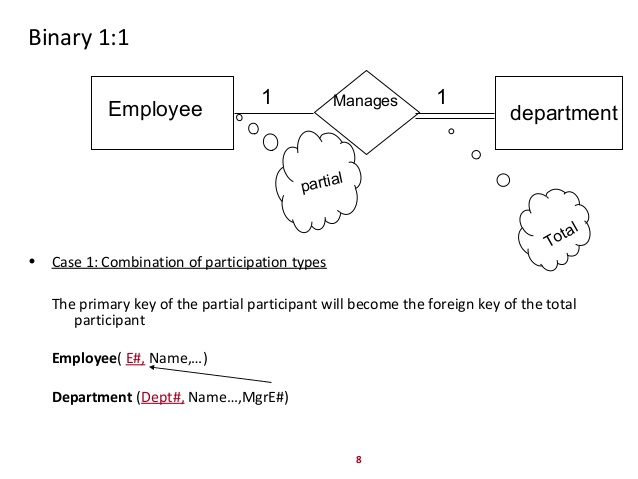 Binary 1:1
Employee
1
Manages
1
department
partial
Total
• Case 1: Combination of participation types
The primary key of the partial participant will become the foreign key of the total
participant
Employee( E#, Name,…)
Department (Dept#, Name…,MgrE#)
8